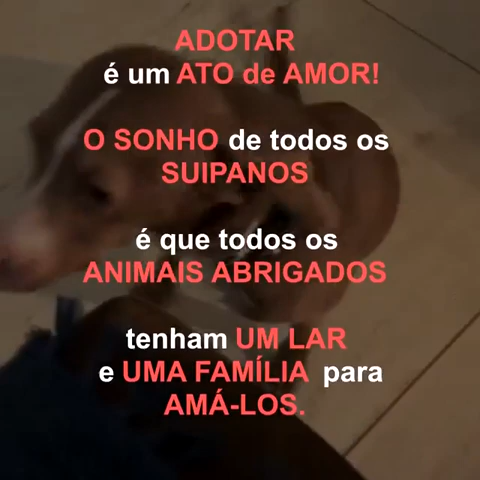 ADOTAR
é um ATO de AMOR!
O SONHO de todos os
SUIPANOS
é que todos os
ANIMAIS ABRIGADOS
tenham UM LAR
e UMA FAMÍLIA para
AMÁ-LOS.